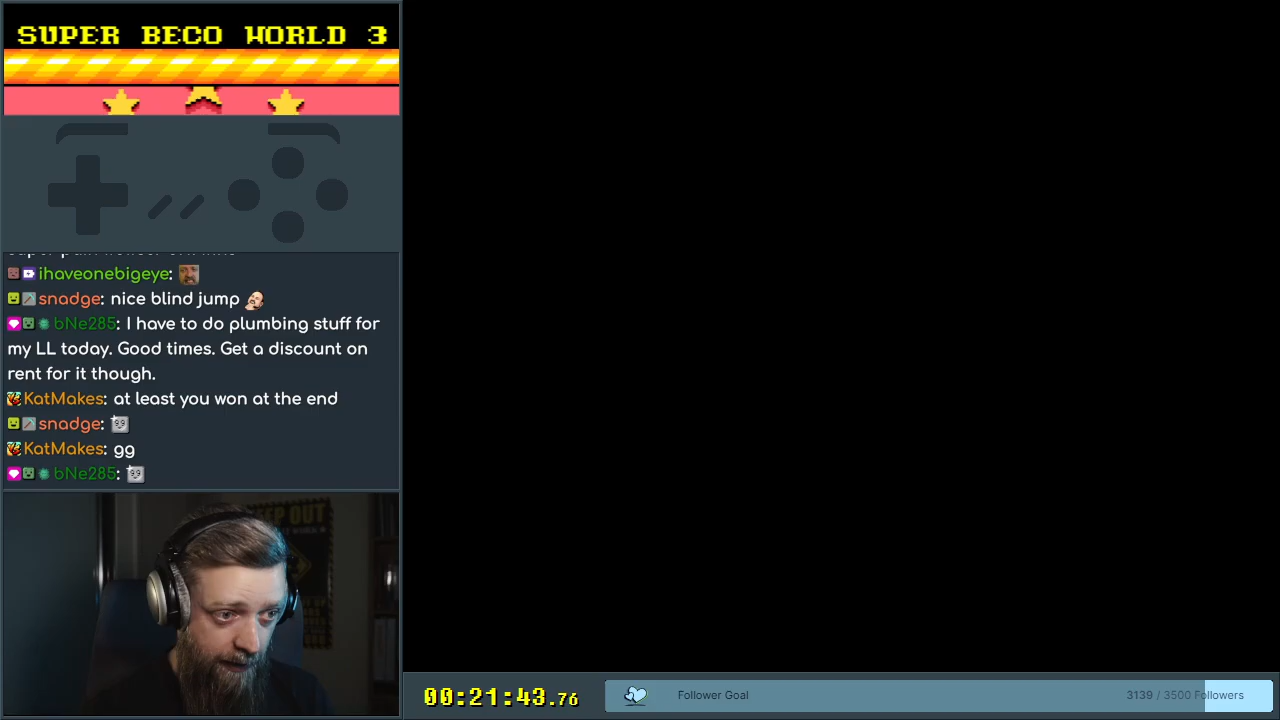 SUPER BECO WORLD 3
ihaveonebigeye:
snadge: nice blind jump
bNe285: I have to do plumbing stuff for
my LL today. Good times. Get a discount on
rent for it though.
KatMakes: at least you won at the end
snadge:
KatMakes: gg
bNe285:
KEEP OUT
00:21:43.76
Follower Goal
3139 / 3500 Followers